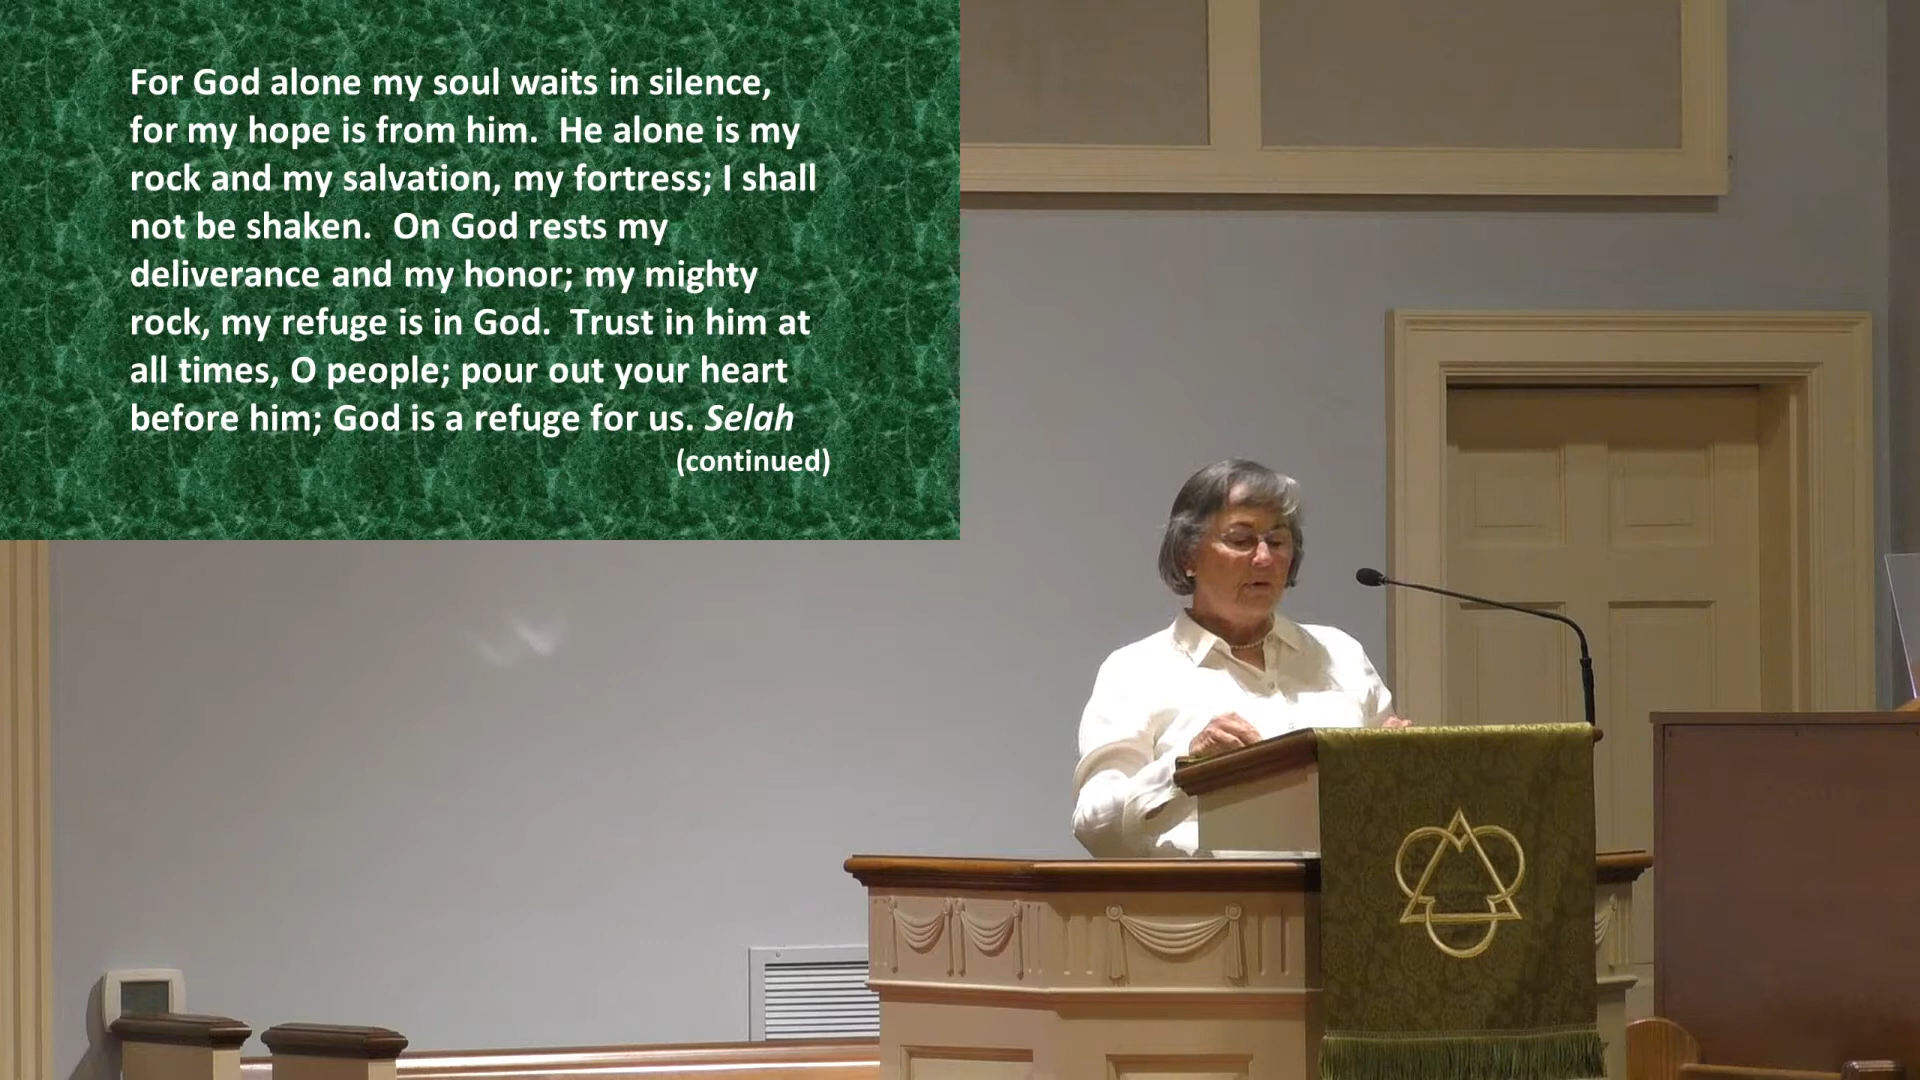 For God alone my soul waits in silence,
for my hope is from him.  He alone is my
rock and my salvation, my fortress; I shall
not be shaken.  On God rests my
deliverance and my honor; my mighty
rock, my refuge is in God.  Trust in him at
all times, O people; pour out your heart
before him; God is a refuge for us. Selah
(continued)